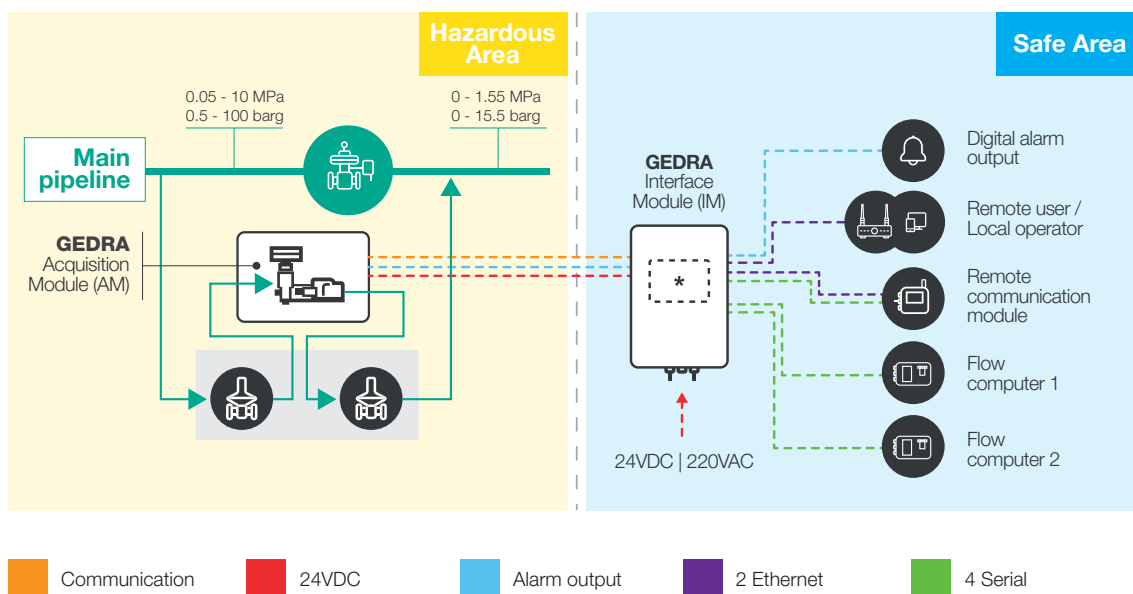 Hazardous
Area
Safe Area
0.05 - 10 MPa
0.5 - 100 barg
0 - 1.55 MPa
0 - 15.5 barg
Main
pipeline
GEDRA
Acquisition
Module (AM)
GEDRA
Interface
Module (IM)
*
24VDC | 220VAC
Digital alarm
output
Remote user /
Local operator
Remote
communication
module
Flow
computer 1
Flow
computer 2
Communication
24VDC
Alarm output
2 Ethernet
4 Serial